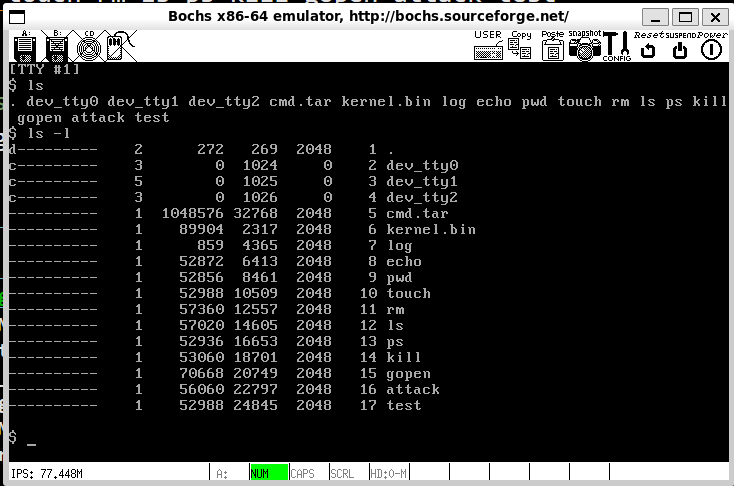 Bochs x86-64 emulator, http://bochs.sourceforge.net/
A: B: CD USER Copy Paste snapshot CONFIG Reset SUSPEND Power
[TTY #1]
$ ls
. dev_tty0 dev_tty1 dev_tty2 cmd.tar kernel.bin log echo pwd touch rm ls ps kill
gopen attack test
$ ls -l
d--------- 2 272 269 2048 1 .
c--------- 3 0 1024 0 2 dev_tty0
c--------- 5 0 1025 0 3 dev_tty1
c--------- 3 0 1026 0 4 dev_tty2
---------- 1 1048576 32768 2048 5 cmd.tar
---------- 1 89904 2317 2048 6 kernel.bin
---------- 1 859 4365 2048 7 log
---------- 1 52872 6413 2048 8 echo
---------- 1 52856 8461 2048 9 pwd
---------- 1 52988 10509 2048 10 touch
---------- 1 57360 12557 2048 11 rm
---------- 1 57020 14605 2048 12 ls
---------- 1 52936 16653 2048 13 ps
---------- 1 53060 18701 2048 14 kill
---------- 1 70668 20749 2048 15 gopen
---------- 1 56060 22797 2048 16 attack
---------- 1 52988 24845 2048 17 test
$ _
IPS: 77.448M A: NUM CAPS SCRL HD:0-M